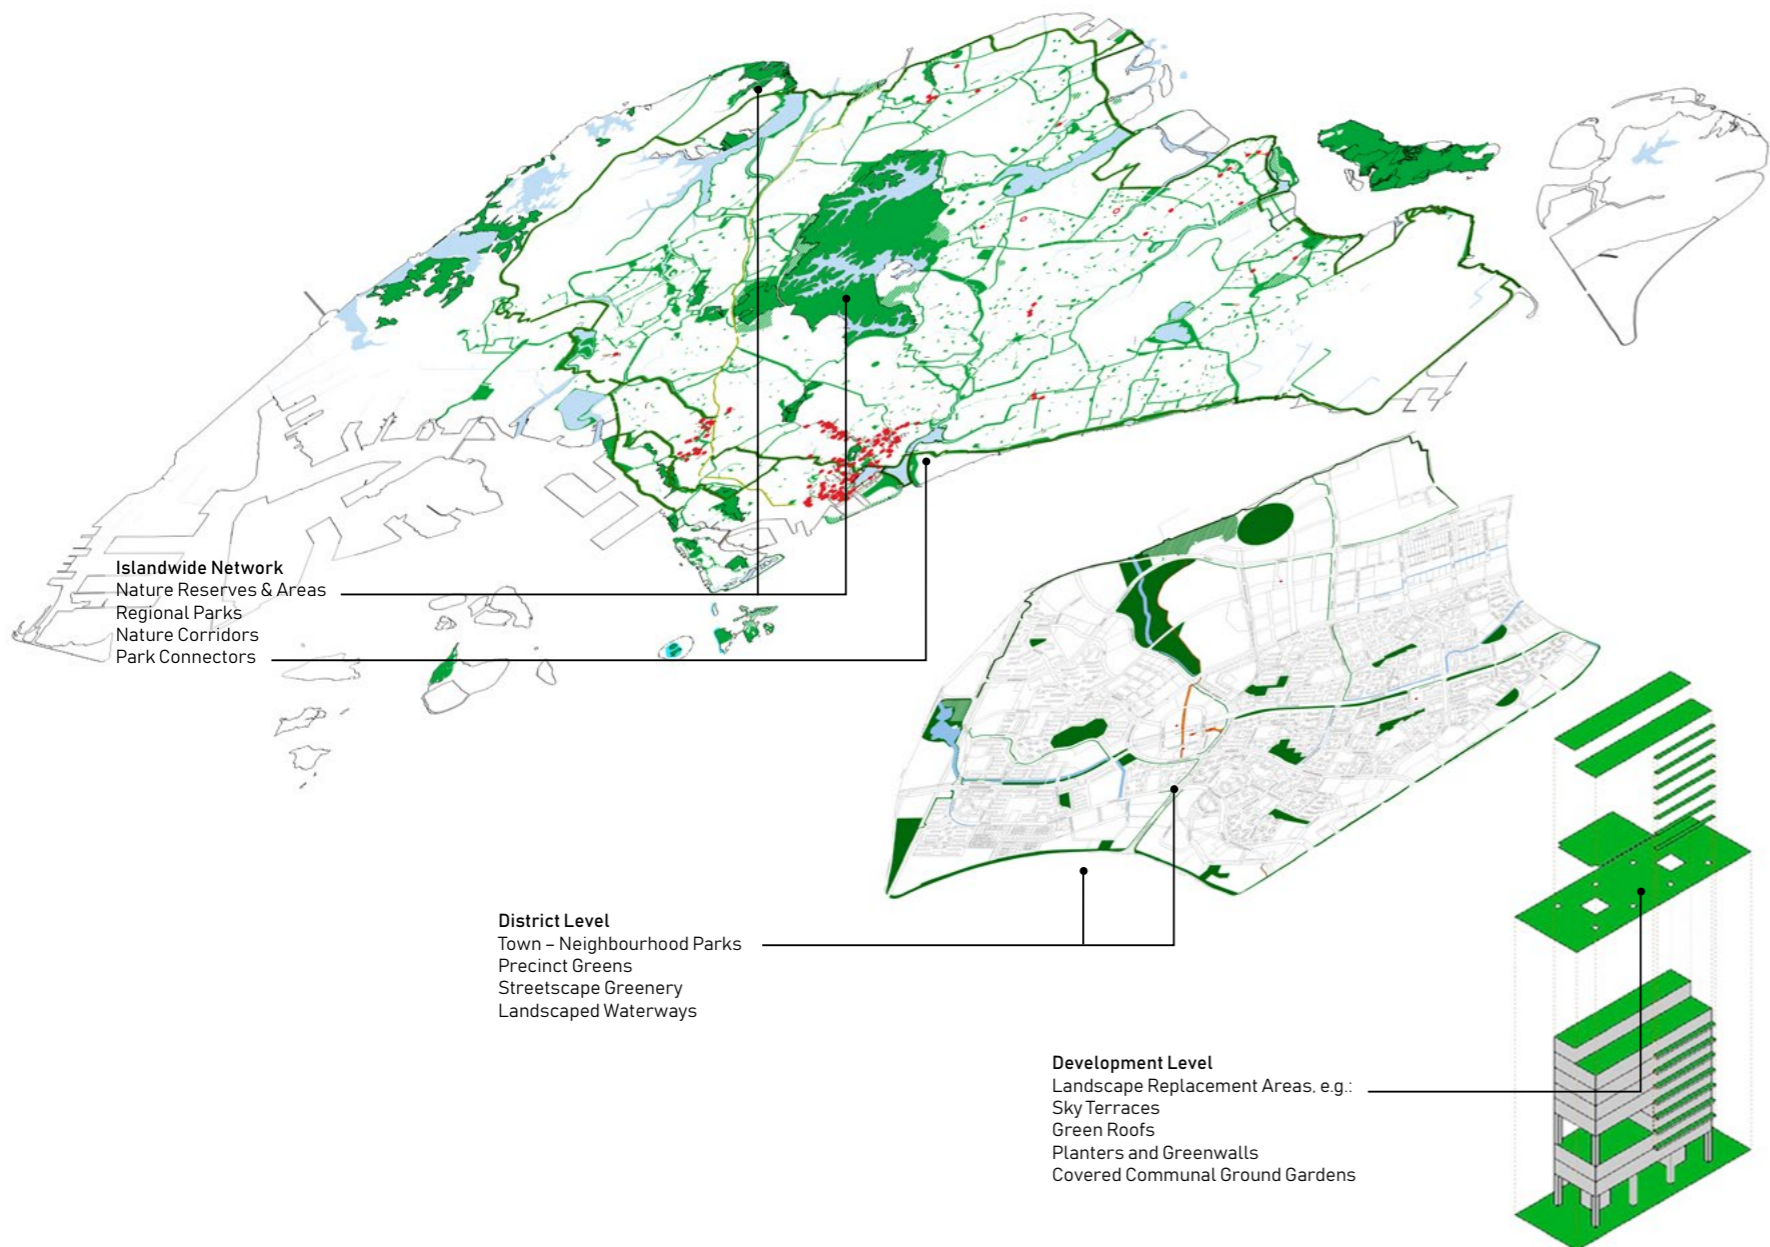 Islandwide Network
Nature Reserves & Areas
Regional Parks
Nature Corridors
Park Connectors
District Level
Town – Neighbourhood Parks
Precinct Greens
Streetscape Greenery
Landscaped Waterways
Development Level
Landscape Replacement Areas, e.g.:
Sky Terraces
Green Roofs
Planters and Greenwalls
Covered Communal Ground Gardens